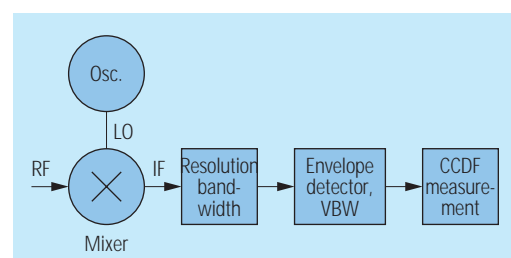 Osc.
LO
RF
IF
Mixer
Resolution
band-
width
Envelope
detector,
VBW
CCDF
measure-
ment